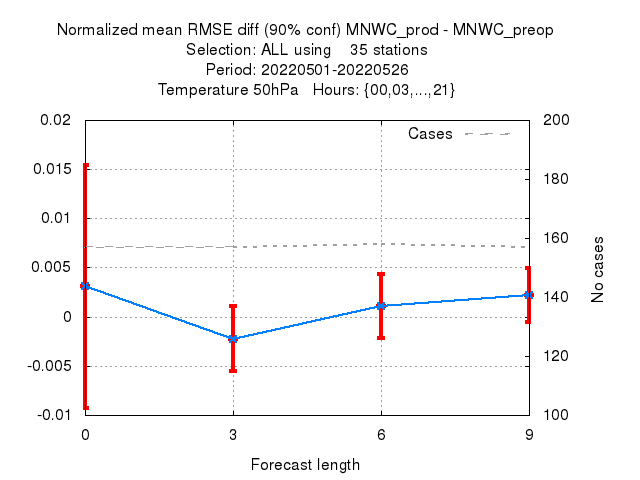 Normalized mean RMSE diff (90% conf) MNWC_prod - MNWC_preop
Selection: ALL using    35 stations
Period: 20220501-20220526
Temperature 50hPa   Hours: {00,03,...,21}
Cases
0.02
0.015
0.01
0.005
0
-0.005
-0.01
200
180
160
140
120
100
No cases
0
3
6
9
Forecast length